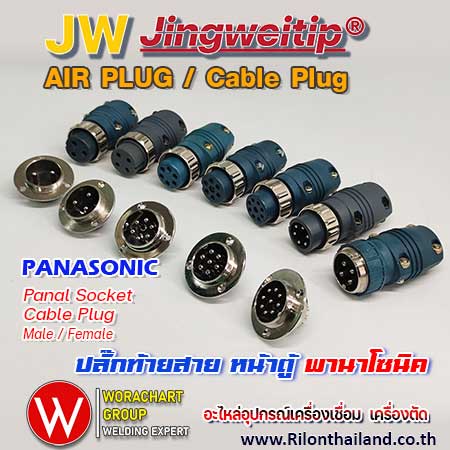 JW Jingweitip®
AIR PLUG / Cable Plug
PANASONIC
Panal Socket
Cable Plug
Male / Female
ปลั๊กท้ายสาย หน้าตู้ พานาโซนิค
W
WORACHART
GROUP
WELDING EXPERT
อะไหล่อุปกรณ์เครื่องเชื่อม เครื่องตัด
www.Rilonthailand.co.th